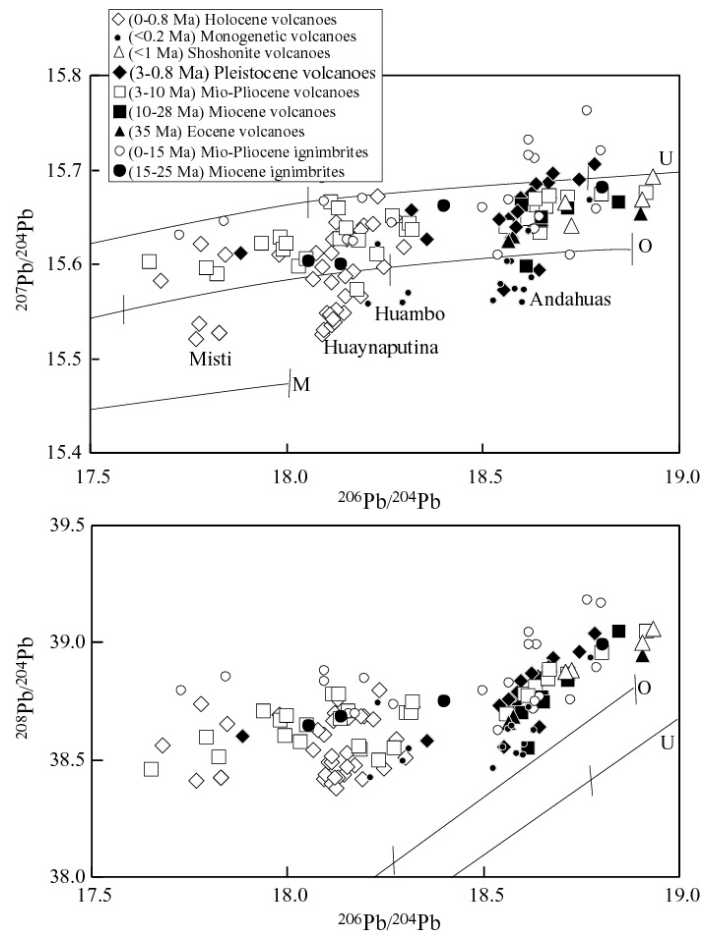 (0-0.8 Ma) Holocene volcanoes
(<0.2 Ma) Monogenetic volcanoes
(<1 Ma) Shoshonite volcanoes
(3-0.8 Ma) Pleistocene volcanoes
(3-10 Ma) Mio-Pliocene volcanoes
(10-28 Ma) Miocene volcanoes
(35 Ma) Eocene volcanoes
(0-15 Ma) Mio-Pliocene ignimbrites
(15-25 Ma) Miocene ignimbrites
15.8
15.7
15.6
15.5
15.4
207Pb/204Pb
U
O
M
Andahuas
Huambo
Huaynaputina
Misti
17.5
18.0
18.5
19.0
206Pb/204Pb
39.5
39.0
38.5
38.0
208Pb/204Pb
O
U
17.5
18.0
18.5
19.0
206Pb/204Pb